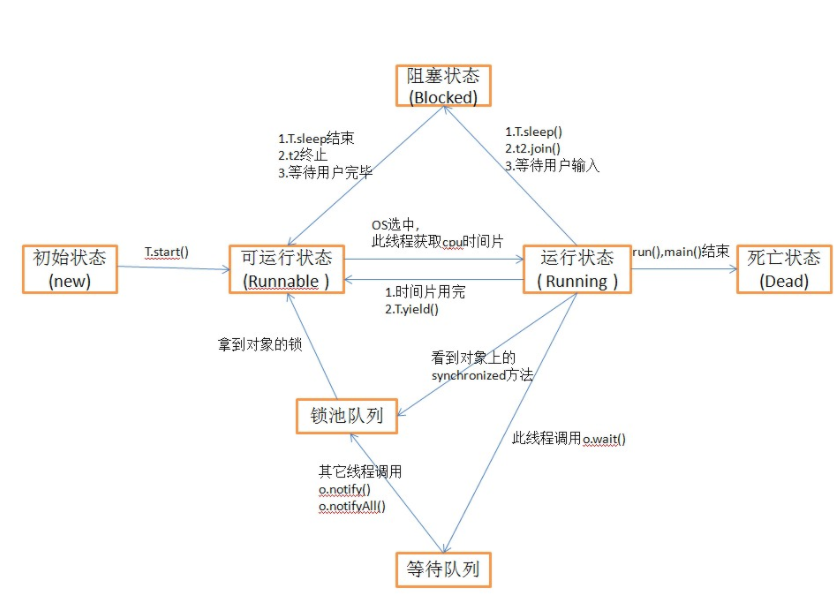 阻塞状态
(Blocked)
1.T.sleep结束
2.t2终止
3.等待用户完毕
1.T.sleep()
2.t2.join()
3.等待用户输入
初始状态
(new)
T.start()
可运行状态
(Runnable )
OS选中,
此线程获取cpu时间片
1.时间片用完
2.T.yield()
运行状态
( Running )
run(),main()结束
死亡状态
(Dead)
拿到对象的锁
看到对象上的
synchronized方法
锁池队列
此线程调用o.wait()
其它线程调用
o.notify()
o.notifyAll()
等待队列